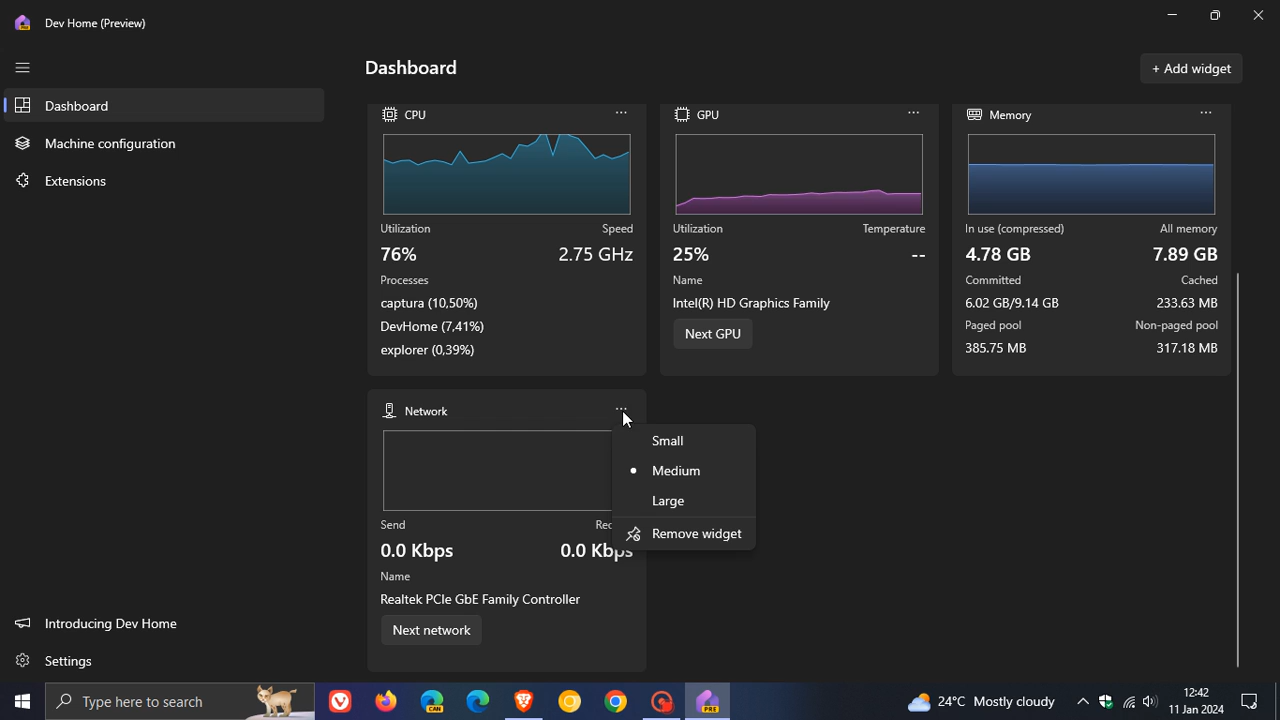 Dev Home (Preview)
Dashboard
+ Add widget
Dashboard
Machine configuration
Extensions
CPU
Utilization Speed
76% 2.75 GHz
Processes
captura (10,50%)
DevHome (7,41%)
explorer (0,39%)
GPU
Utilization Temperature
25% --
Name
Intel(R) HD Graphics Family
Next GPU
Memory
In use (compressed) All memory
4.78 GB 7.89 GB
Committed Cached
6.02 GB/9.14 GB 233.63 MB
Paged pool Non-paged pool
385.75 MB 317.18 MB
Network
Send Rec
0.0 Kbps 0.0 Kbps
Name
Realtek PCIe GbE Family Controller
Next network
Small
Medium
Large
Remove widget
Introducing Dev Home
Settings
Type here to search
CAN
PRE
24°C Mostly cloudy
12:42
11 Jan 2024